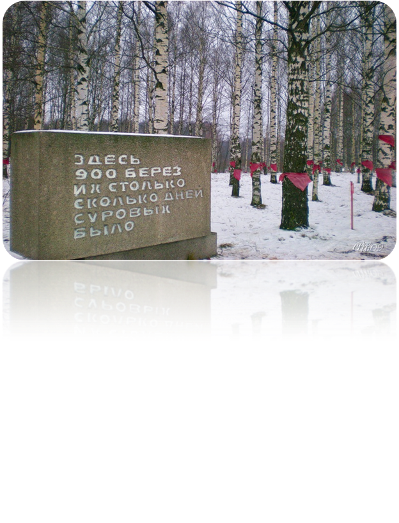 ЗДЕСЬ
900 БЕРЕЗ
ИХ СТОЛЬКО
СКОЛЬКО ДНЕЙ
СУРОВЫХ
БЫЛО